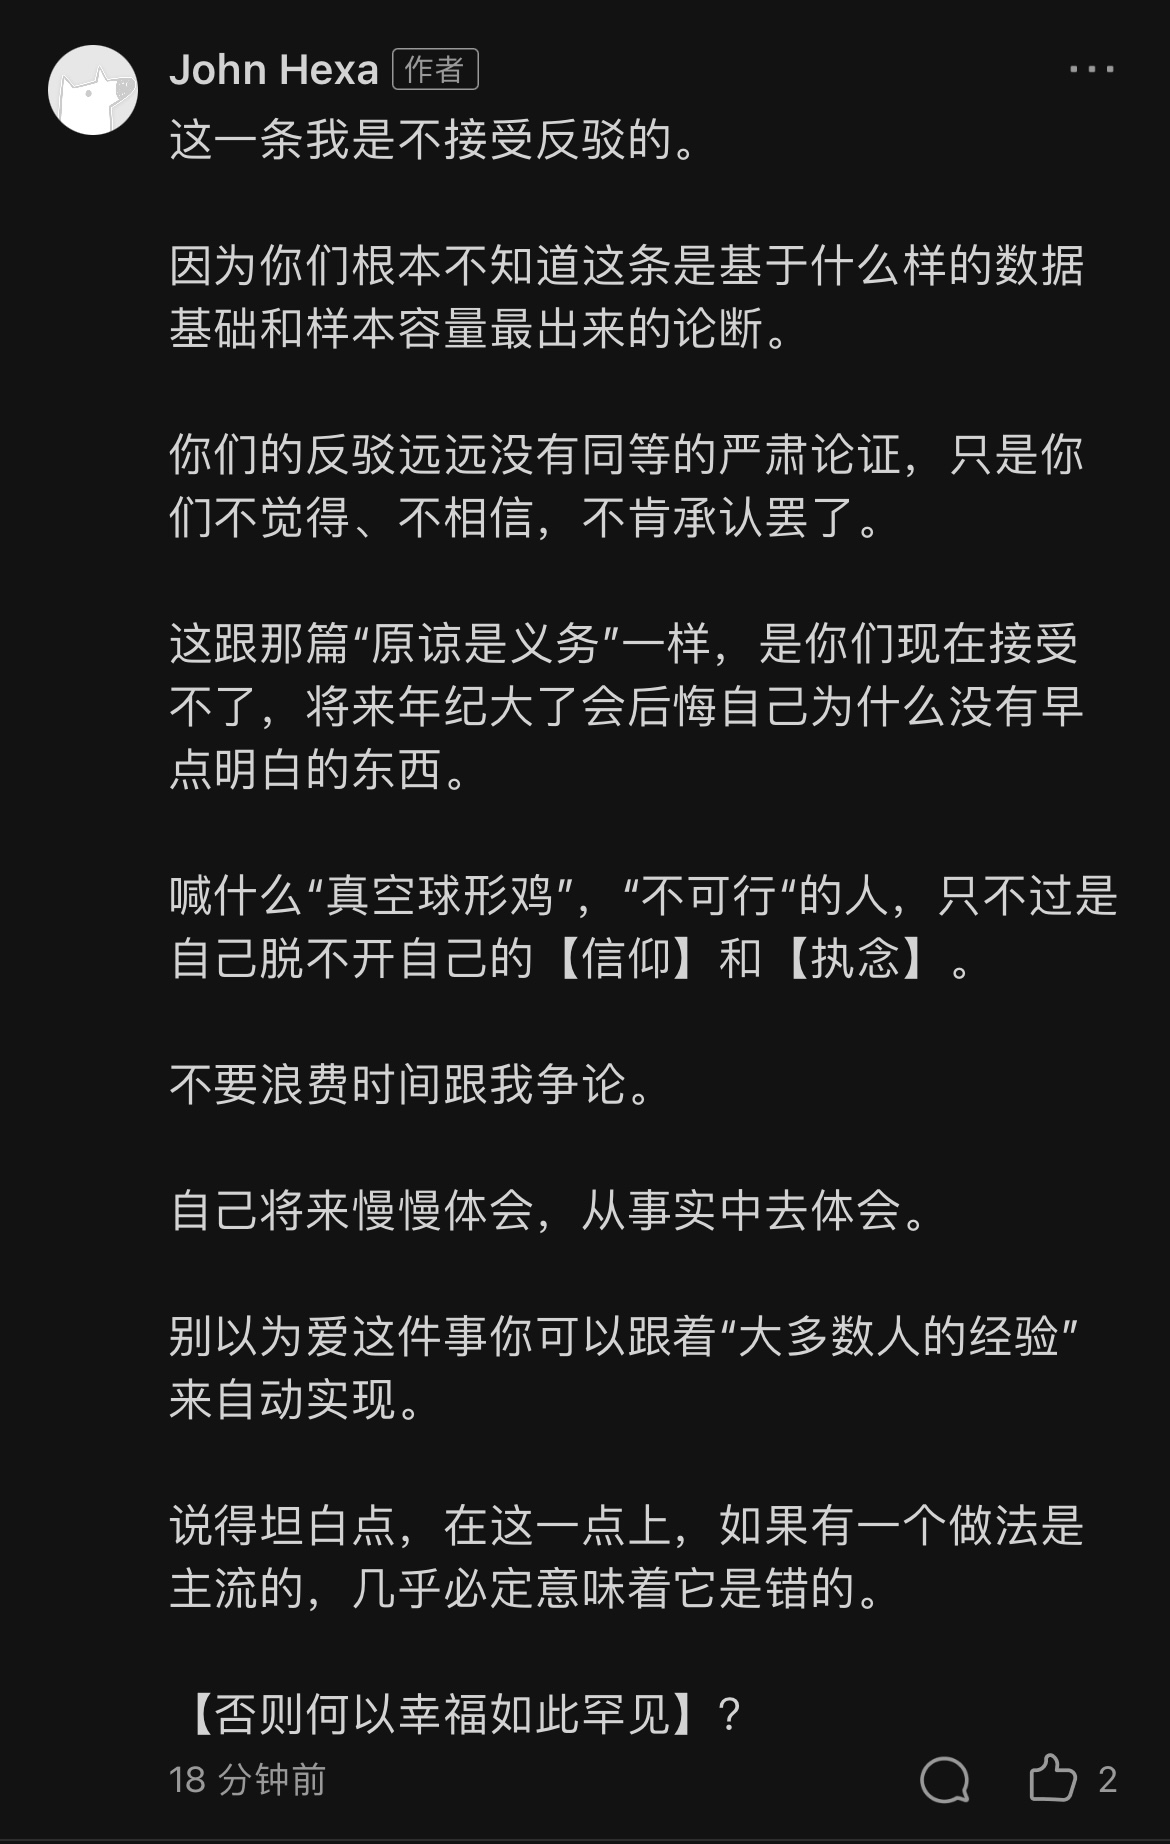 John Hexa 作者
这一条我是不接受反驳的。
因为你们根本不知道这条是基于什么样的数据
基础和样本容量最出来的论断。
你们的反驳远远没有同等的严肃论证，只是你
们不觉得、不相信，不肯承认罢了。
这跟那篇“原谅是义务”一样，是你们现在接受
不了，将来年纪大了会后悔自己为什么没有早
点明白的东西。
喊什么“真空球形鸡”，“不可行“的人，只不过是
自己脱不开自己的【信仰】和【执念】。
不要浪费时间跟我争论。
自己将来慢慢体会，从事实中去体会。
别以为爱这件事你可以跟着“大多数人的经验”
来自动实现。
说得坦白点，在这一点上，如果有一个做法是
主流的，几乎必定意味着它是错的。
【否则何以幸福如此罕见】?
18 分钟前 2